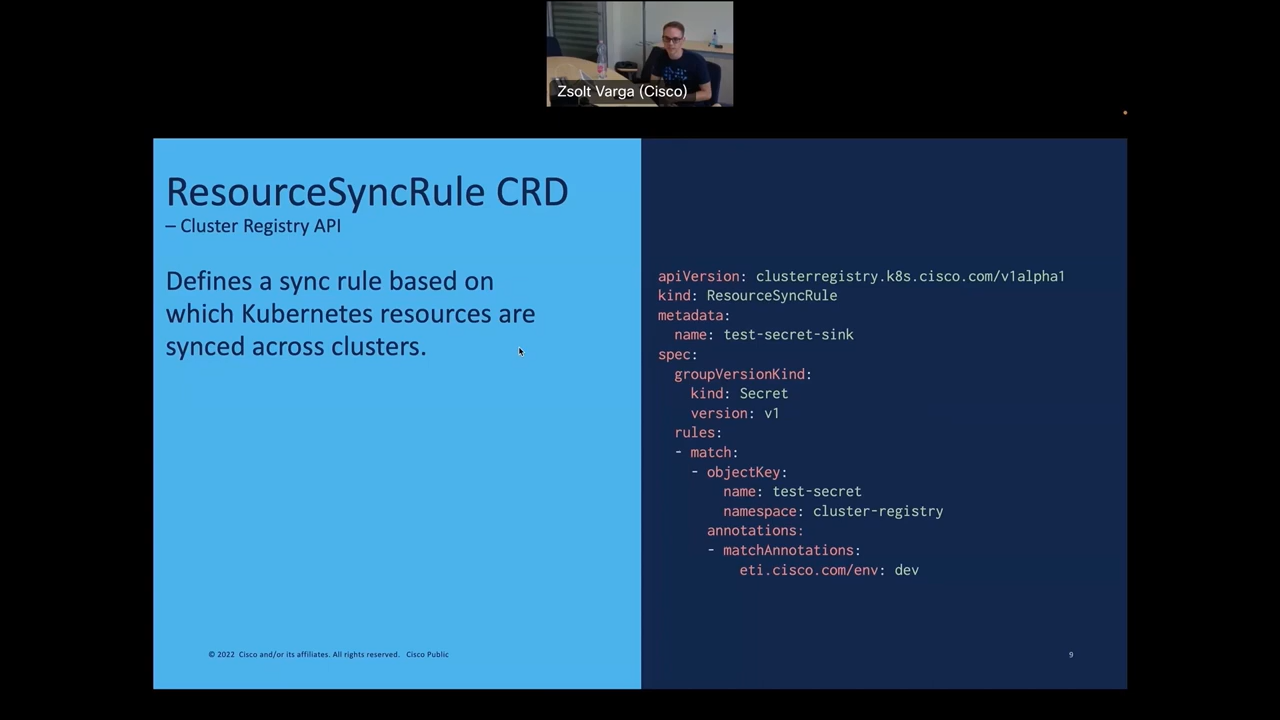 Zsolt Varga (Cisco)
ResourceSyncRule CRD
– Cluster Registry API
Defines a sync rule based on
which Kubernetes resources are
synced across clusters.
apiVersion: clusterregistry.k8s.cisco.com/v1alpha1
kind: ResourceSyncRule
metadata:
  name: test-secret-sink
spec:
  groupVersionKind:
    kind: Secret
    version: v1
  rules:
  - match:
    - objectKey:
        name: test-secret
        namespace: cluster-registry
      annotations:
      - matchAnnotations:
          eti.cisco.com/env: dev
© 2022 Cisco and/or its affiliates. All rights reserved. Cisco Public
9